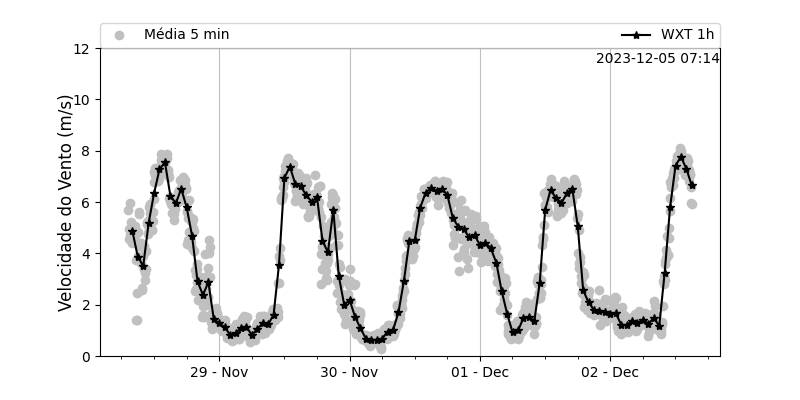 Média 5 min
WXT 1h
2023-12-05 07:14
Velocidade do Vento (m/s)
12
10
8
6
4
2
0
29 - Nov
30 - Nov
01 - Dec
02 - Dec